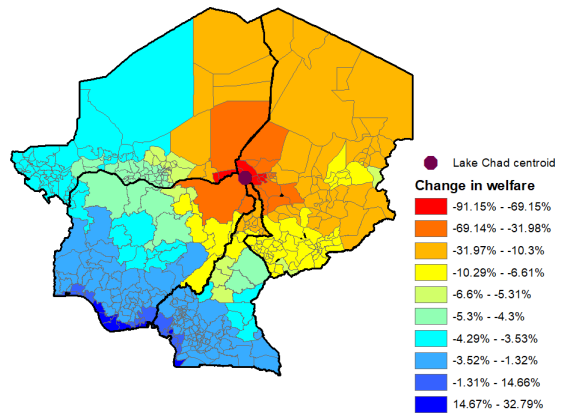 Lake Chad centroid
Change in welfare
-91.15% - -69.15%
-69.14% - -31.98%
-31.97% - -10.3%
-10.29% - -6.61%
-6.6% - -5.31%
-5.3% - -4.3%
-4.29% - -3.53%
-3.52% - -1.32%
-1.31% - 14.66%
14.67% - 32.79%